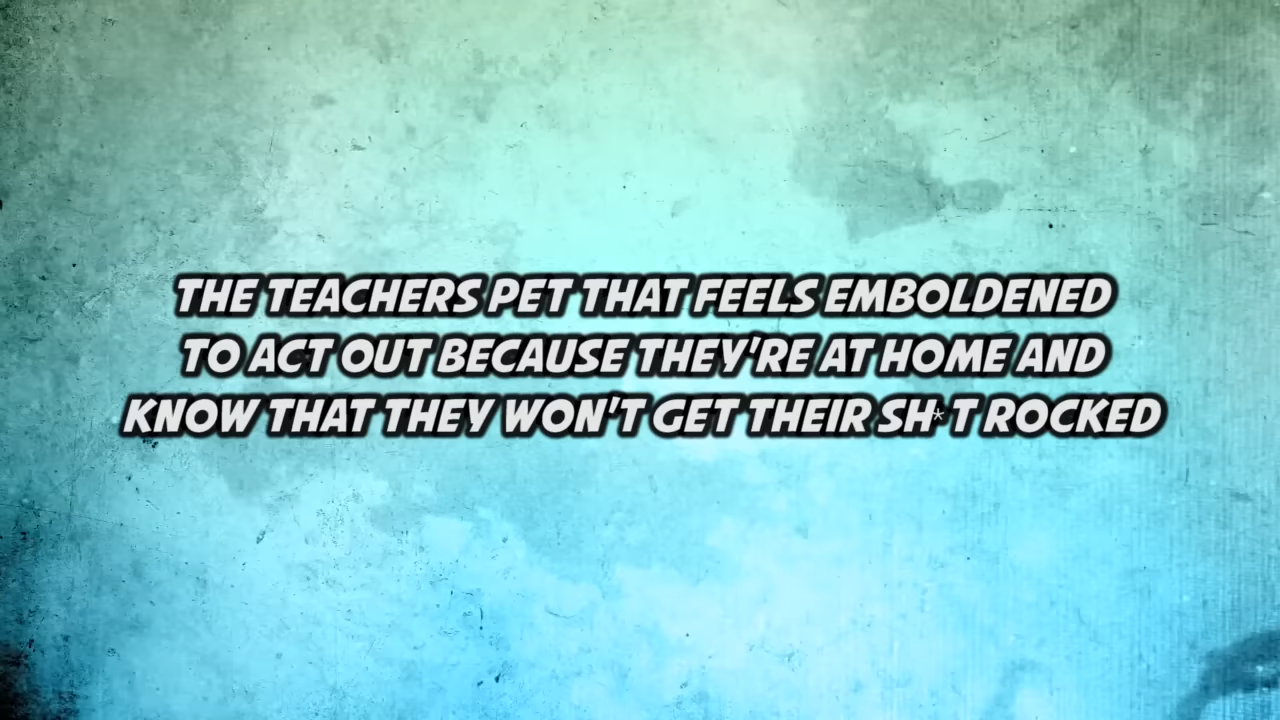 THE TEACHERS PET THAT FEELS EMBOLDENED
TO ACT OUT BECAUSE THEY'RE AT HOME AND
KNOW THAT THEY WON'T GET THEIR SH*T ROCKED